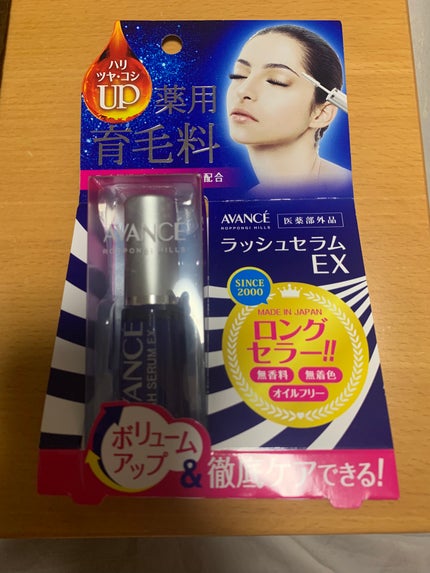 ハリ
ツヤ・コシ
UP
薬用
育毛料
配合
AVANCÉ
ROPPONGI HILLS
AVANCÉ
ROPPONGI HILLS
医薬部外品
ラッシュセラム
EX
SINCE
2000
MADE IN JAPAN
ロング
セラー!!
無香料
無着色
オイルフリー
VANCÉ
H SERUM EX
ボリューム
アップ
&徹底ケアできる!